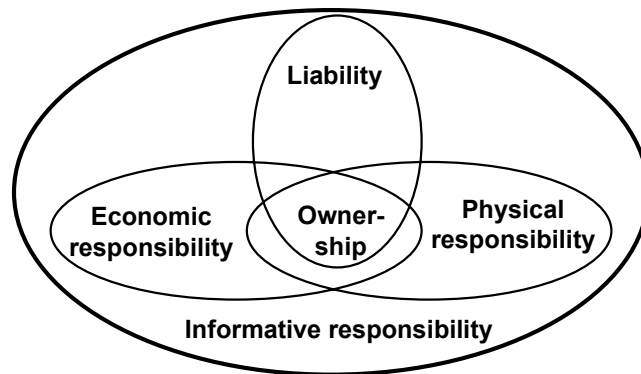 Liability
Economic
responsibility
Owner-
ship
Physical
responsibility
Informative responsibility